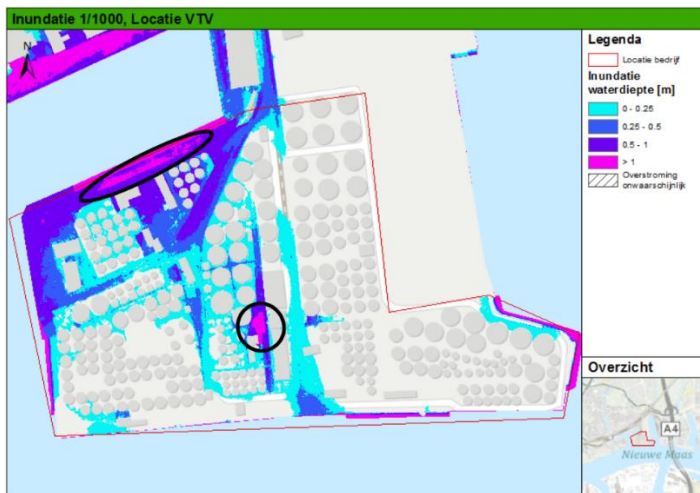 Inundatie 1/1000, Locatie VTV
N
Legenda
Locatie bedrijf
Inundatie
waterdiepte [m]
0 - 0.25
0.25 - 0.5
0.5 - 1
> 1
Overstroming
onwaarschijnlijk
Overzicht
A4
Nieuwe Maas